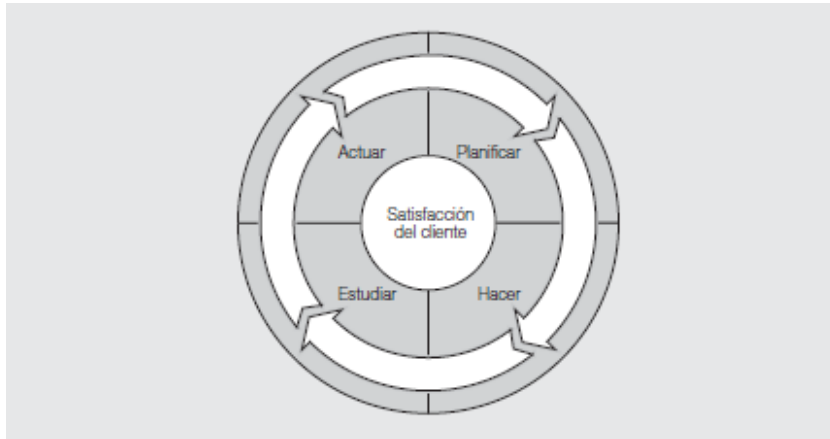 Actuar
Planificar
Satisfacción
del cliente
Estudiar
Hacer